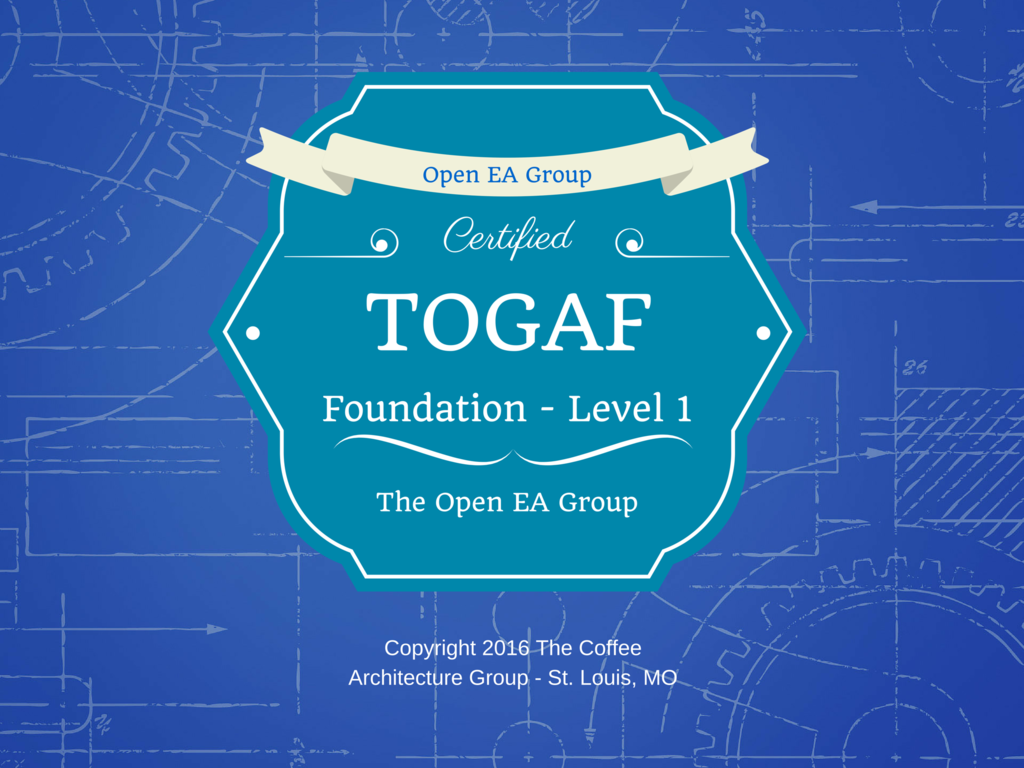 Open EA Group
Certified
TOGAF
Foundation - Level 1
The Open EA Group
Copyright 2016 The Coffee
Architecture Group - St. Louis, MO
26